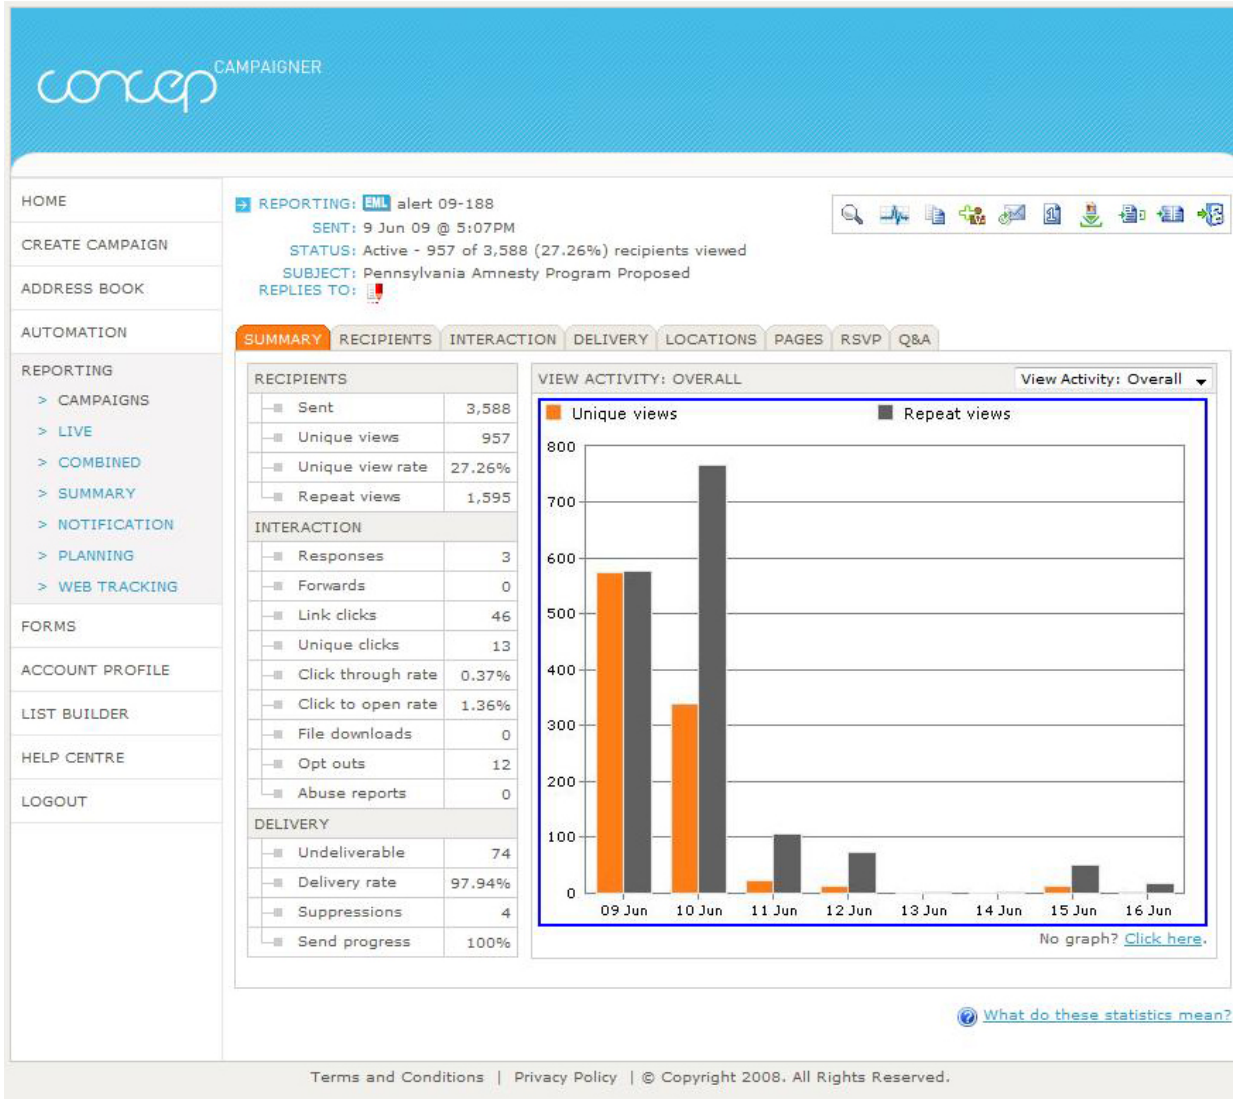 concep CAMPAIGNER
HOME
CREATE CAMPAIGN
ADDRESS BOOK
AUTOMATION
REPORTING
> CAMPAIGNS
> LIVE
> COMBINED
> SUMMARY
> NOTIFICATION
> PLANNING
> WEB TRACKING
FORMS
ACCOUNT PROFILE
LIST BUILDER
HELP CENTRE
LOGOUT
REPORTING: EML alert 09-188
SENT: 9 Jun 09 @ 5:07PM
STATUS: Active - 957 of 3,588 (27.26%) recipients viewed
SUBJECT: Pennsylvania Amnesty Program Proposed
REPLIES TO:
1
SUMMARY RECIPIENTS INTERACTION DELIVERY LOCATIONS PAGES RSVP Q&A
RECIPIENTS
Sent 3,588
Unique views 957
Unique view rate 27.26%
Repeat views 1,595
INTERACTION
Responses 3
Forwards 0
Link clicks 46
Unique clicks 13
Click through rate 0.37%
Click to open rate 1.36%
File downloads 0
Opt outs 12
Abuse reports 0
DELIVERY
Undeliverable 74
Delivery rate 97.94%
Suppressions 4
Send progress 100%
VIEW ACTIVITY: OVERALL View Activity: Overall
Unique views Repeat views
800
700
600
500
400
300
200
100
0
09 Jun 10 Jun 11 Jun 12 Jun 13 Jun 14 Jun 15 Jun 16 Jun
No graph? Click here.
What do these statistics mean?
Terms and Conditions | Privacy Policy | © Copyright 2008. All Rights Reserved.